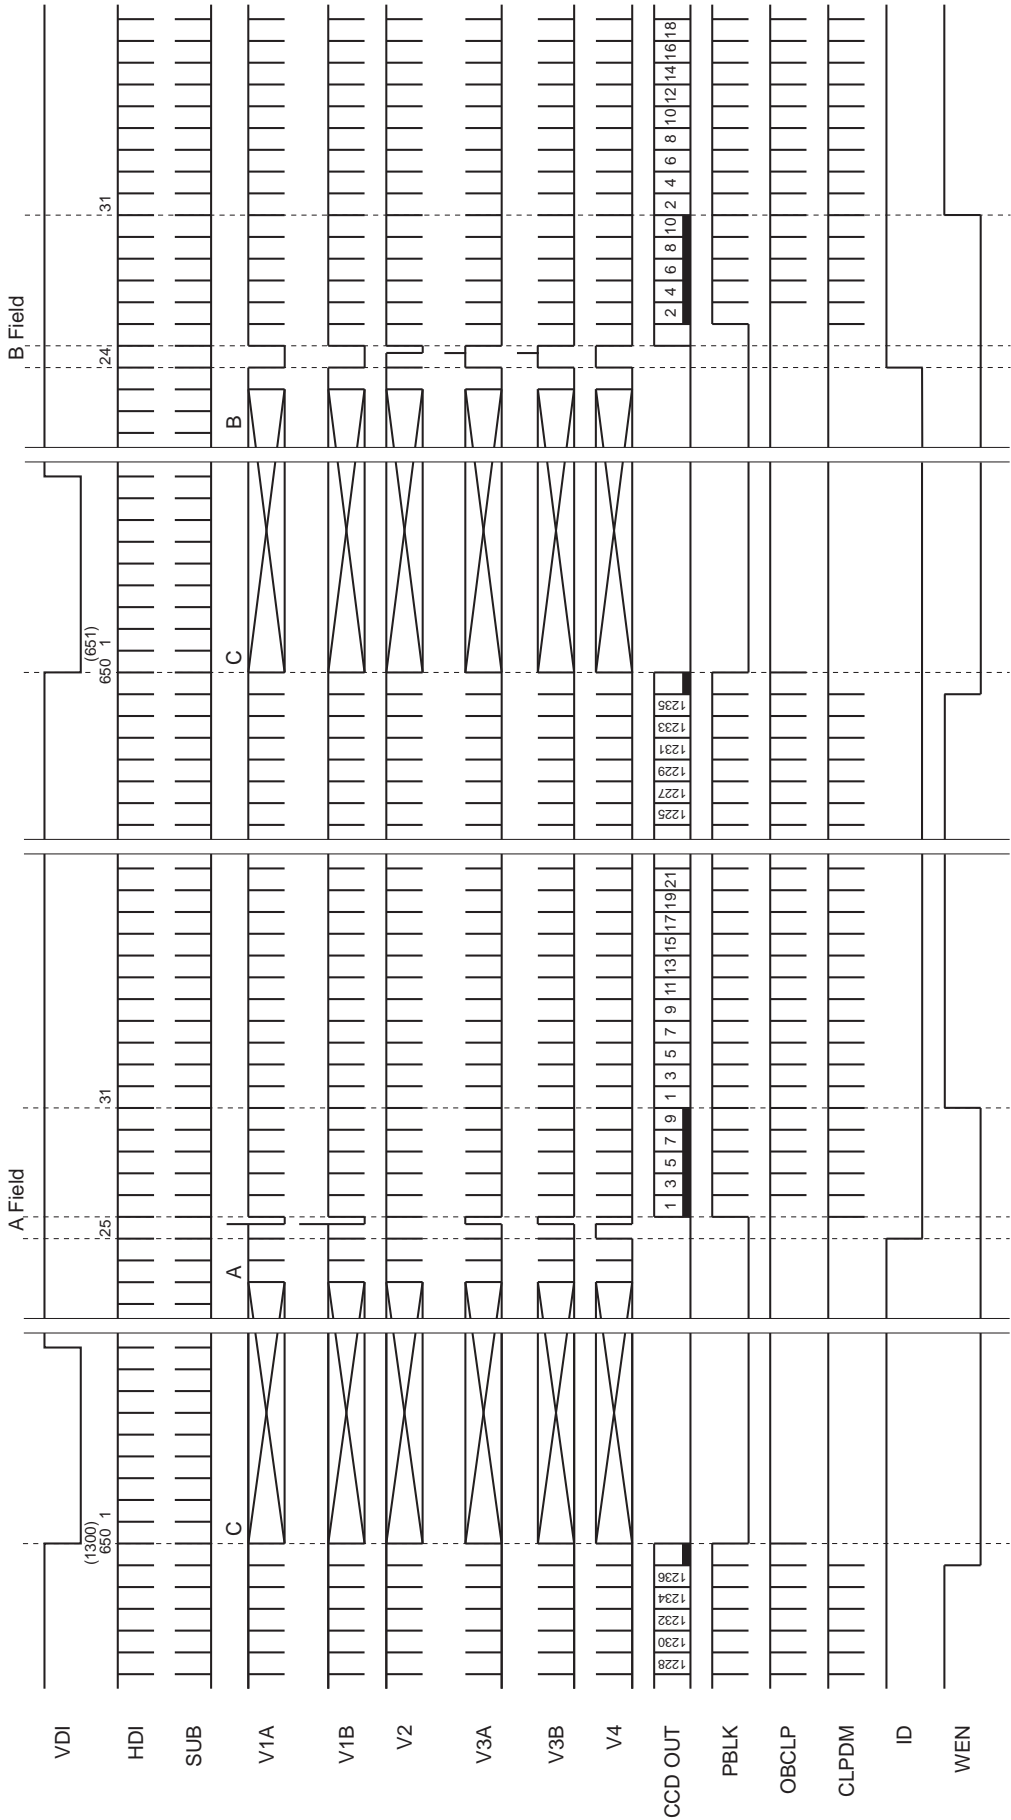 A Field
B Field
VDI
(1300)
650 1
25
31
(651)
650 1
24
31
HDI
SUB
C
A
C
B
V1A
V1B
V2
V3A
V3B
V4
CCD OUT
1228 1230 1232 1234 1236
1 3 5 7 9 1 3 5 7 9 11 13 15 17 19 21
1225 1227 1229 1231 1233 1235
2 4 6 8 10 2 4 6 8 10 12 14 16 18
PBLK
OBCLP
CLPDM
ID
WEN